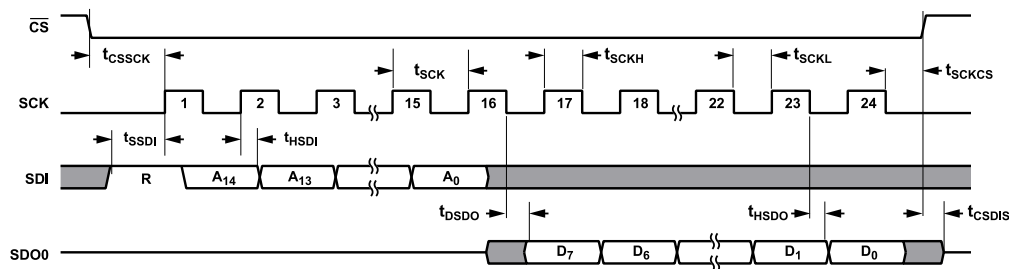 CS
tCSSCK
tSCK
tSCKH
tSCKL
tSCKCS
SCK
1 2 3 15 16 17 18 22 23 24
tSSDI
tHSDI
SDI
R A14 A13 A0
tDSDO
tHSDO
tCSDIS
SDO0
D7 D6 D1 D0